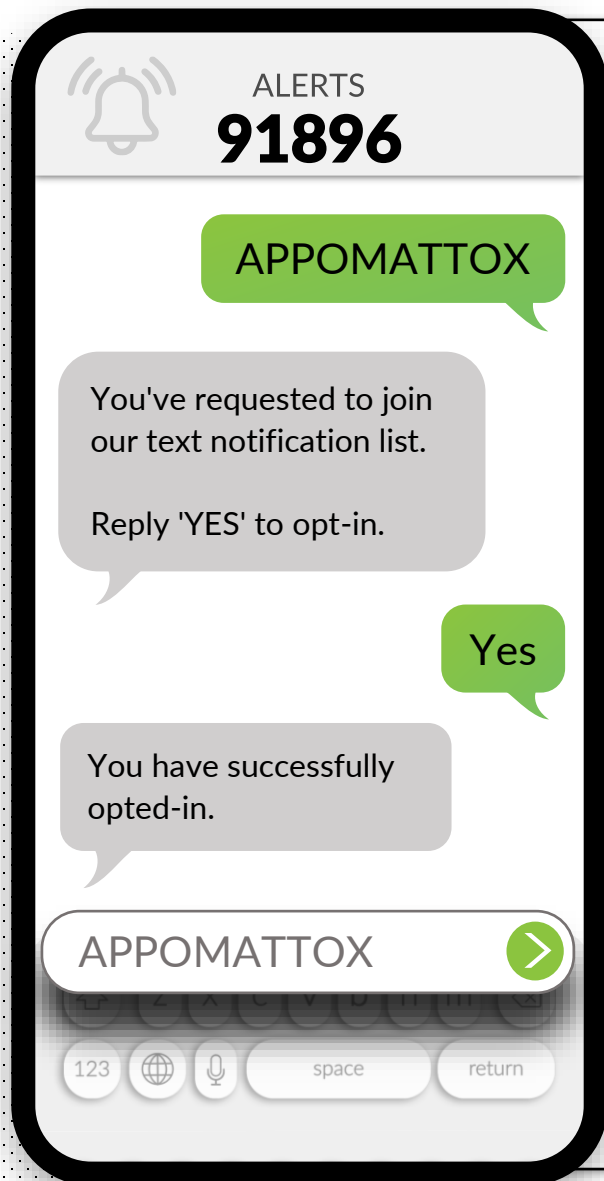 ALERTS
91896
APPOMATTOX
You've requested to join
our text notification list.
Reply 'YES' to opt-in.
Yes
You have successfully
opted-in.
APPOMATTOX
Z X C V b n m
123 space return